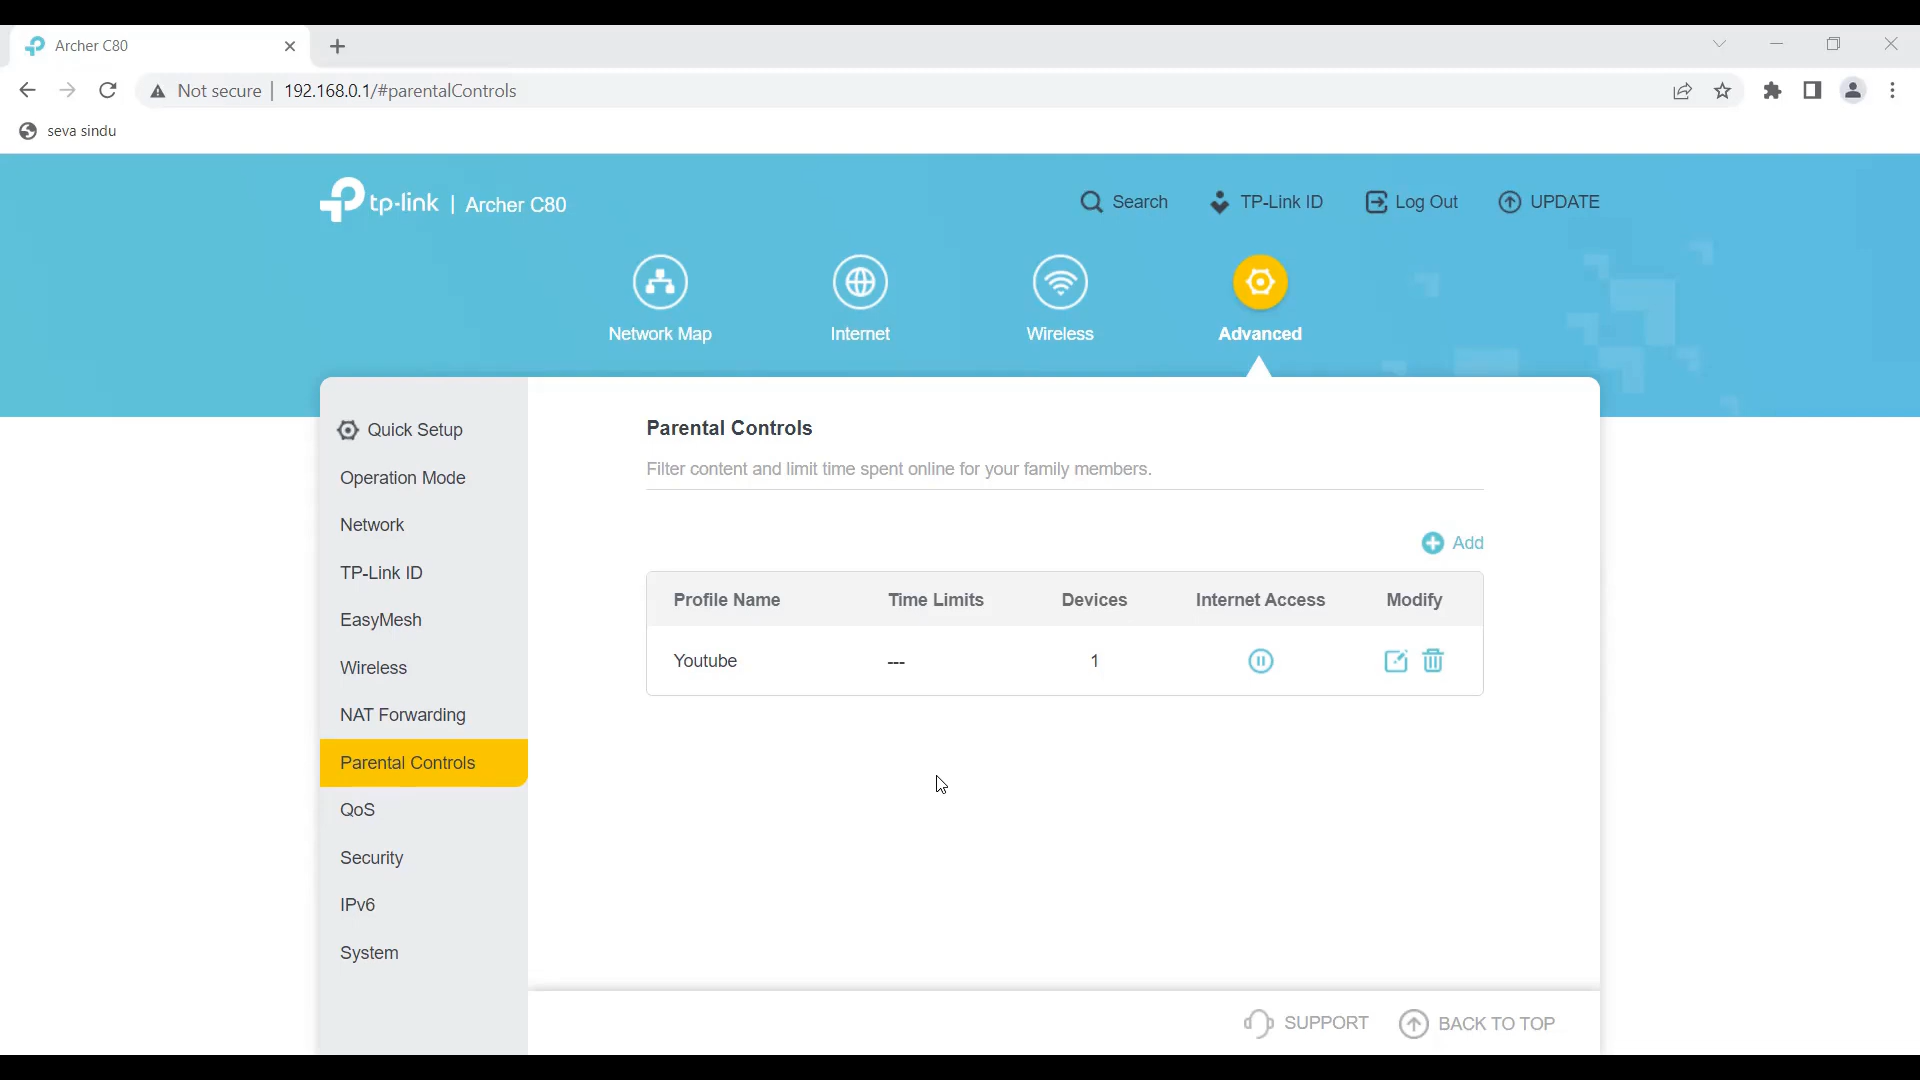 Archer C80
Not secure | 192.168.0.1/#parentalControls
seva sindu
tp-link | Archer C80
Search TP-Link ID Log Out UPDATE
Network Map Internet Wireless Advanced
Quick Setup
Operation Mode
Network
TP-Link ID
EasyMesh
Wireless
NAT Forwarding
Parental Controls
QoS
Security
IPv6
System
Parental Controls
Filter content and limit time spent online for your family members.
Add
Profile Name Time Limits Devices Internet Access Modify
Youtube --- 1
SUPPORT BACK TO TOP